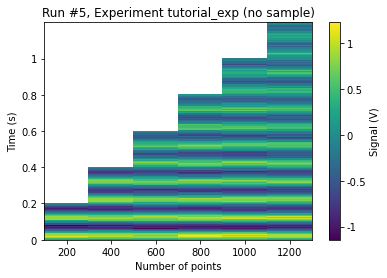 Run #5, Experiment tutorial_exp (no sample)
1
0.8
0.6
0.4
0.2
0
Time (s)
200 400 600 800 1000 1200
Number of points
1
0.5
0
-0.5
-1
Signal (V)